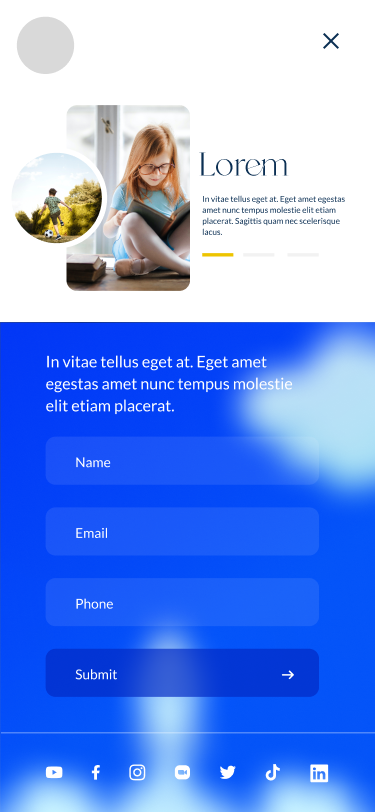 Lorem
In vitae tellus eget at. Eget amet egestas
amet nunc tempus molestie elit etiam
placerat. Sagittis quam nec scelerisque
lacus.
In vitae tellus eget at. Eget amet
egestas amet nunc tempus molestie
elit etiam placerat.
Name
Email
Phone
Submit